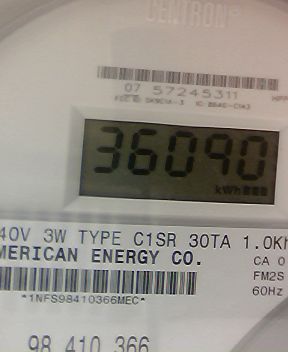 CENTRON®
07 57245311
36090
kWh
40V 3W TYPE C1SR 30TA 1.0Kh
MERICAN ENERGY CO.
CA 0
FM2S
60Hz
*1NFS98410366MEC*
98 410 366